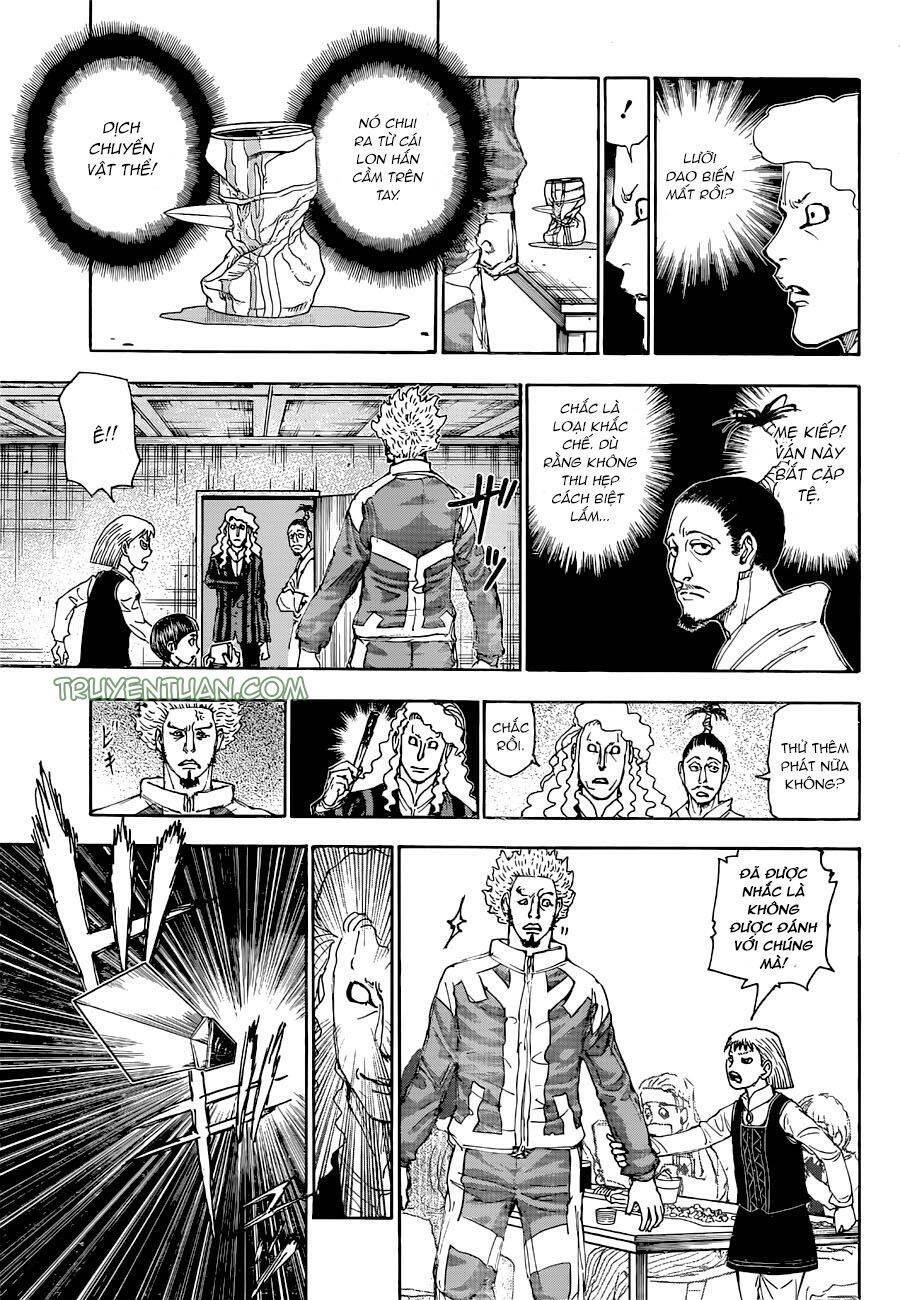 LƯỠI
DAO BIẾN
MẤT RỒI?
!
NÓ CHUI
RA TỪ CÁI
LON HẮN
CẦM TRÊN
TAY.
DỊCH
CHUYỂN
VẬT THỂ!
MẸ KIẾP!
VÁN NÀY
BẮT CẶP
TỆ.
CHẮC LÀ
LOẠI KHẮC
CHẾ. DÙ
RẰNG KHÔNG
THU HẸP
CÁCH BIỆT
LẮM...
Ê!!
TRUYENTUAN.COM
THỬ THÊM
PHÁT NỮA
KHÔNG?
CHẮC
RỒI.
ĐÃ ĐƯỢC
NHẮC LÀ
KHÔNG
ĐƯỢC ĐÁNH
VỚI CHÚNG
MÀ!